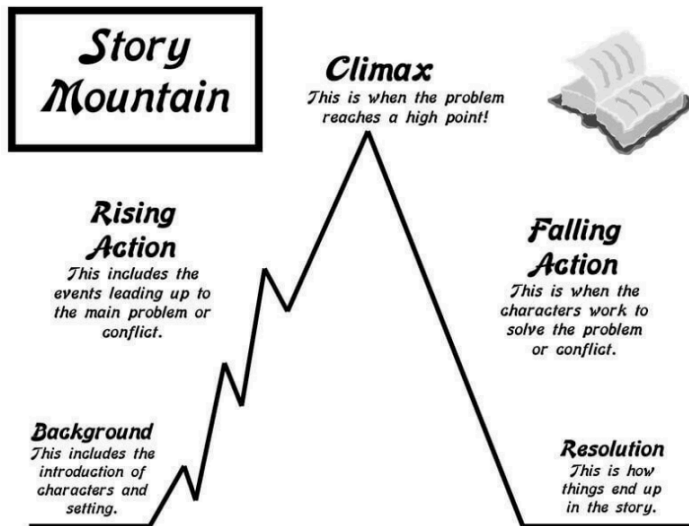 Story
Mountain
Climax
This is when the problem
reaches a high point!
Rising
Action
This includes the
events leading up to
the main problem or
conflict.
Falling
Action
This is when the
characters work to
solve the problem
or conflict.
Background
This includes the
introduction of
characters and
setting.
Resolution
This is how
things end up
in the story.